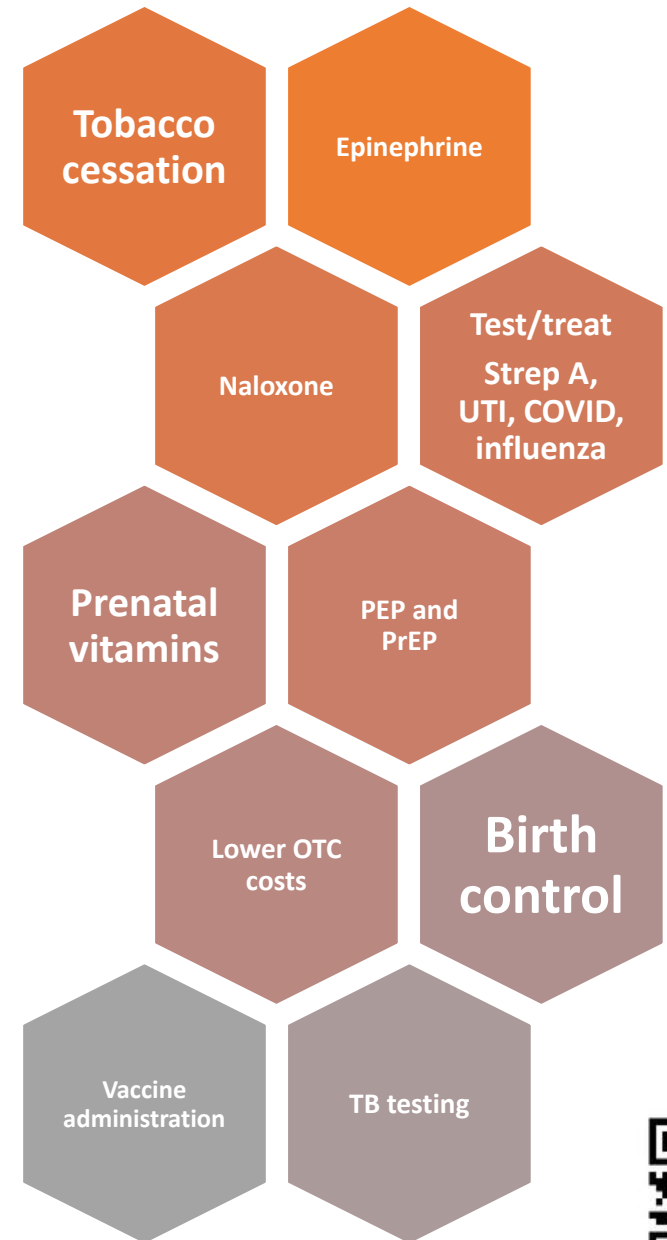 Tobacco
cessation
Epinephrine
Naloxone
Test/treat
Strep A,
UTI, COVID,
influenza
Prenatal
vitamins
PEP and
PrEP
Lower OTC
costs
Birth
control
Vaccine
administration
TB testing